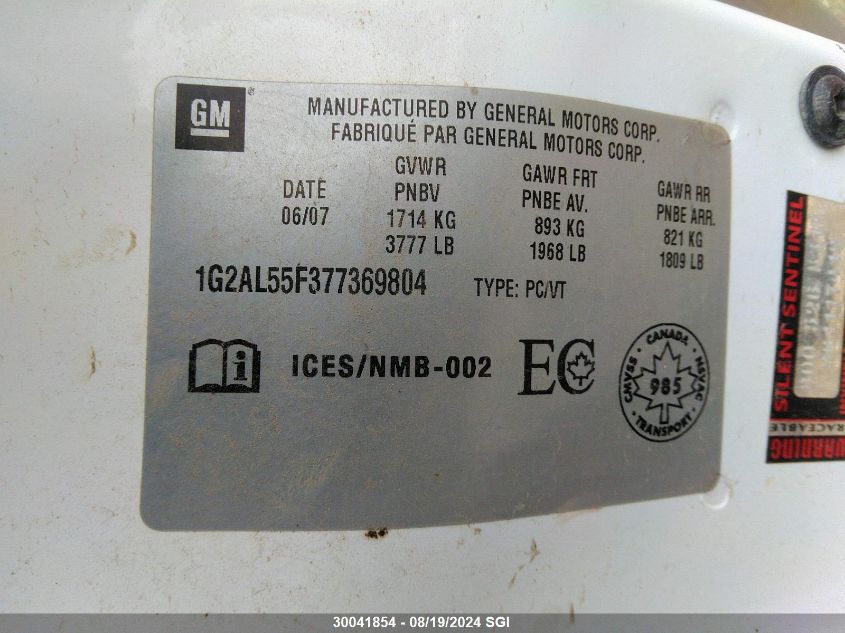 GM ®
MANUFACTURED BY GENERAL MOTORS CORP.
FABRIQUÉ PAR GENERAL MOTORS CORP.
DATE GVWR GAWR FRT GAWR RR
PNBV PNBE AV. PNBE ARR.
06/07 1714 KG 893 KG 821 KG
3777 LB 1968 LB 1809 LB
1G2AL55F377369804 TYPE: PC/VT
i ICES/NMB-002 EC
CANADA
CMVSS 985 NSVAC
TRANSPORT
SILENT SENTINEL
WARNING
30041854 - 08/19/2024 SGI